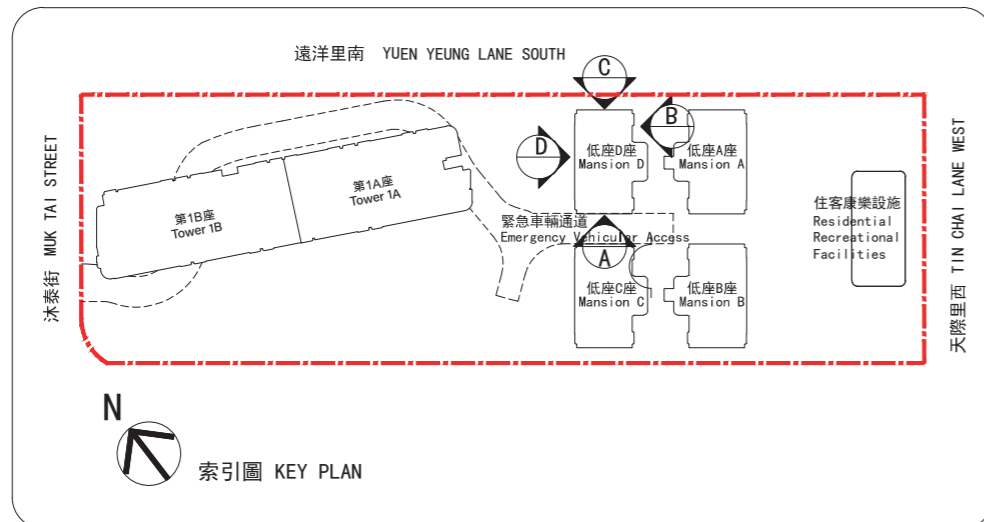 遠洋里南 YUEN YEUNG LANE SOUTH
沐泰街 MUK TAI STREET
天際里西 TIN CHAI LANE WEST
C
B
D
A
低座D座
Mansion D
低座A座
Mansion A
第1A座
Tower 1A
第1B座
Tower 1B
住客康樂設施
Residential
Recreational
Facilities
緊急車輛通道
Emergency Vehicular Access
低座C座
Mansion C
低座B座
Mansion B
N
索引圖 KEY PLAN